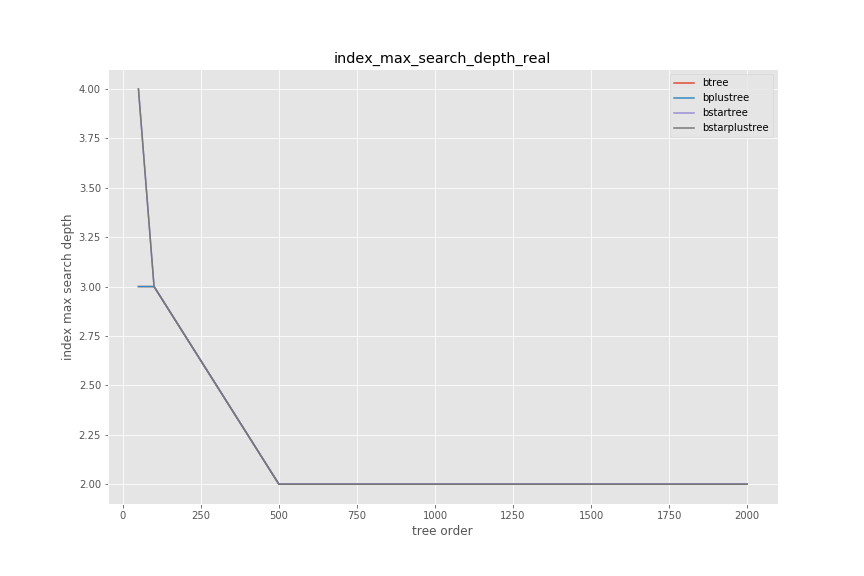 index_max_search_depth_real
btree
bplustree
bstartree
bstarplustree
4.00
3.75
3.50
3.25
3.00
2.75
2.50
2.25
2.00
index max search depth
0
250
500
750
1000
1250
1500
1750
2000
tree order